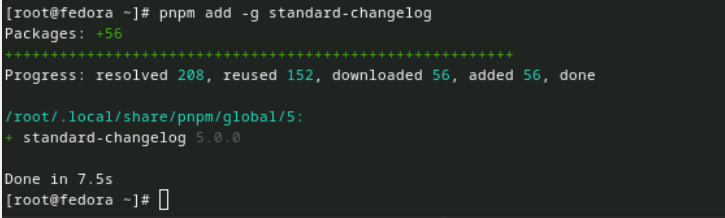 [root@fedora ~]# pnpm add -g standard-changelog
Packages: +56
++++++++++++++++++++++++++++++++++++++++++++++++++++++++
Progress: resolved 208, reused 152, downloaded 56, added 56, done
/root/.local/share/pnpm/global/5:
+ standard-changelog 5.0.0
Done in 7.5s
[root@fedora ~]#